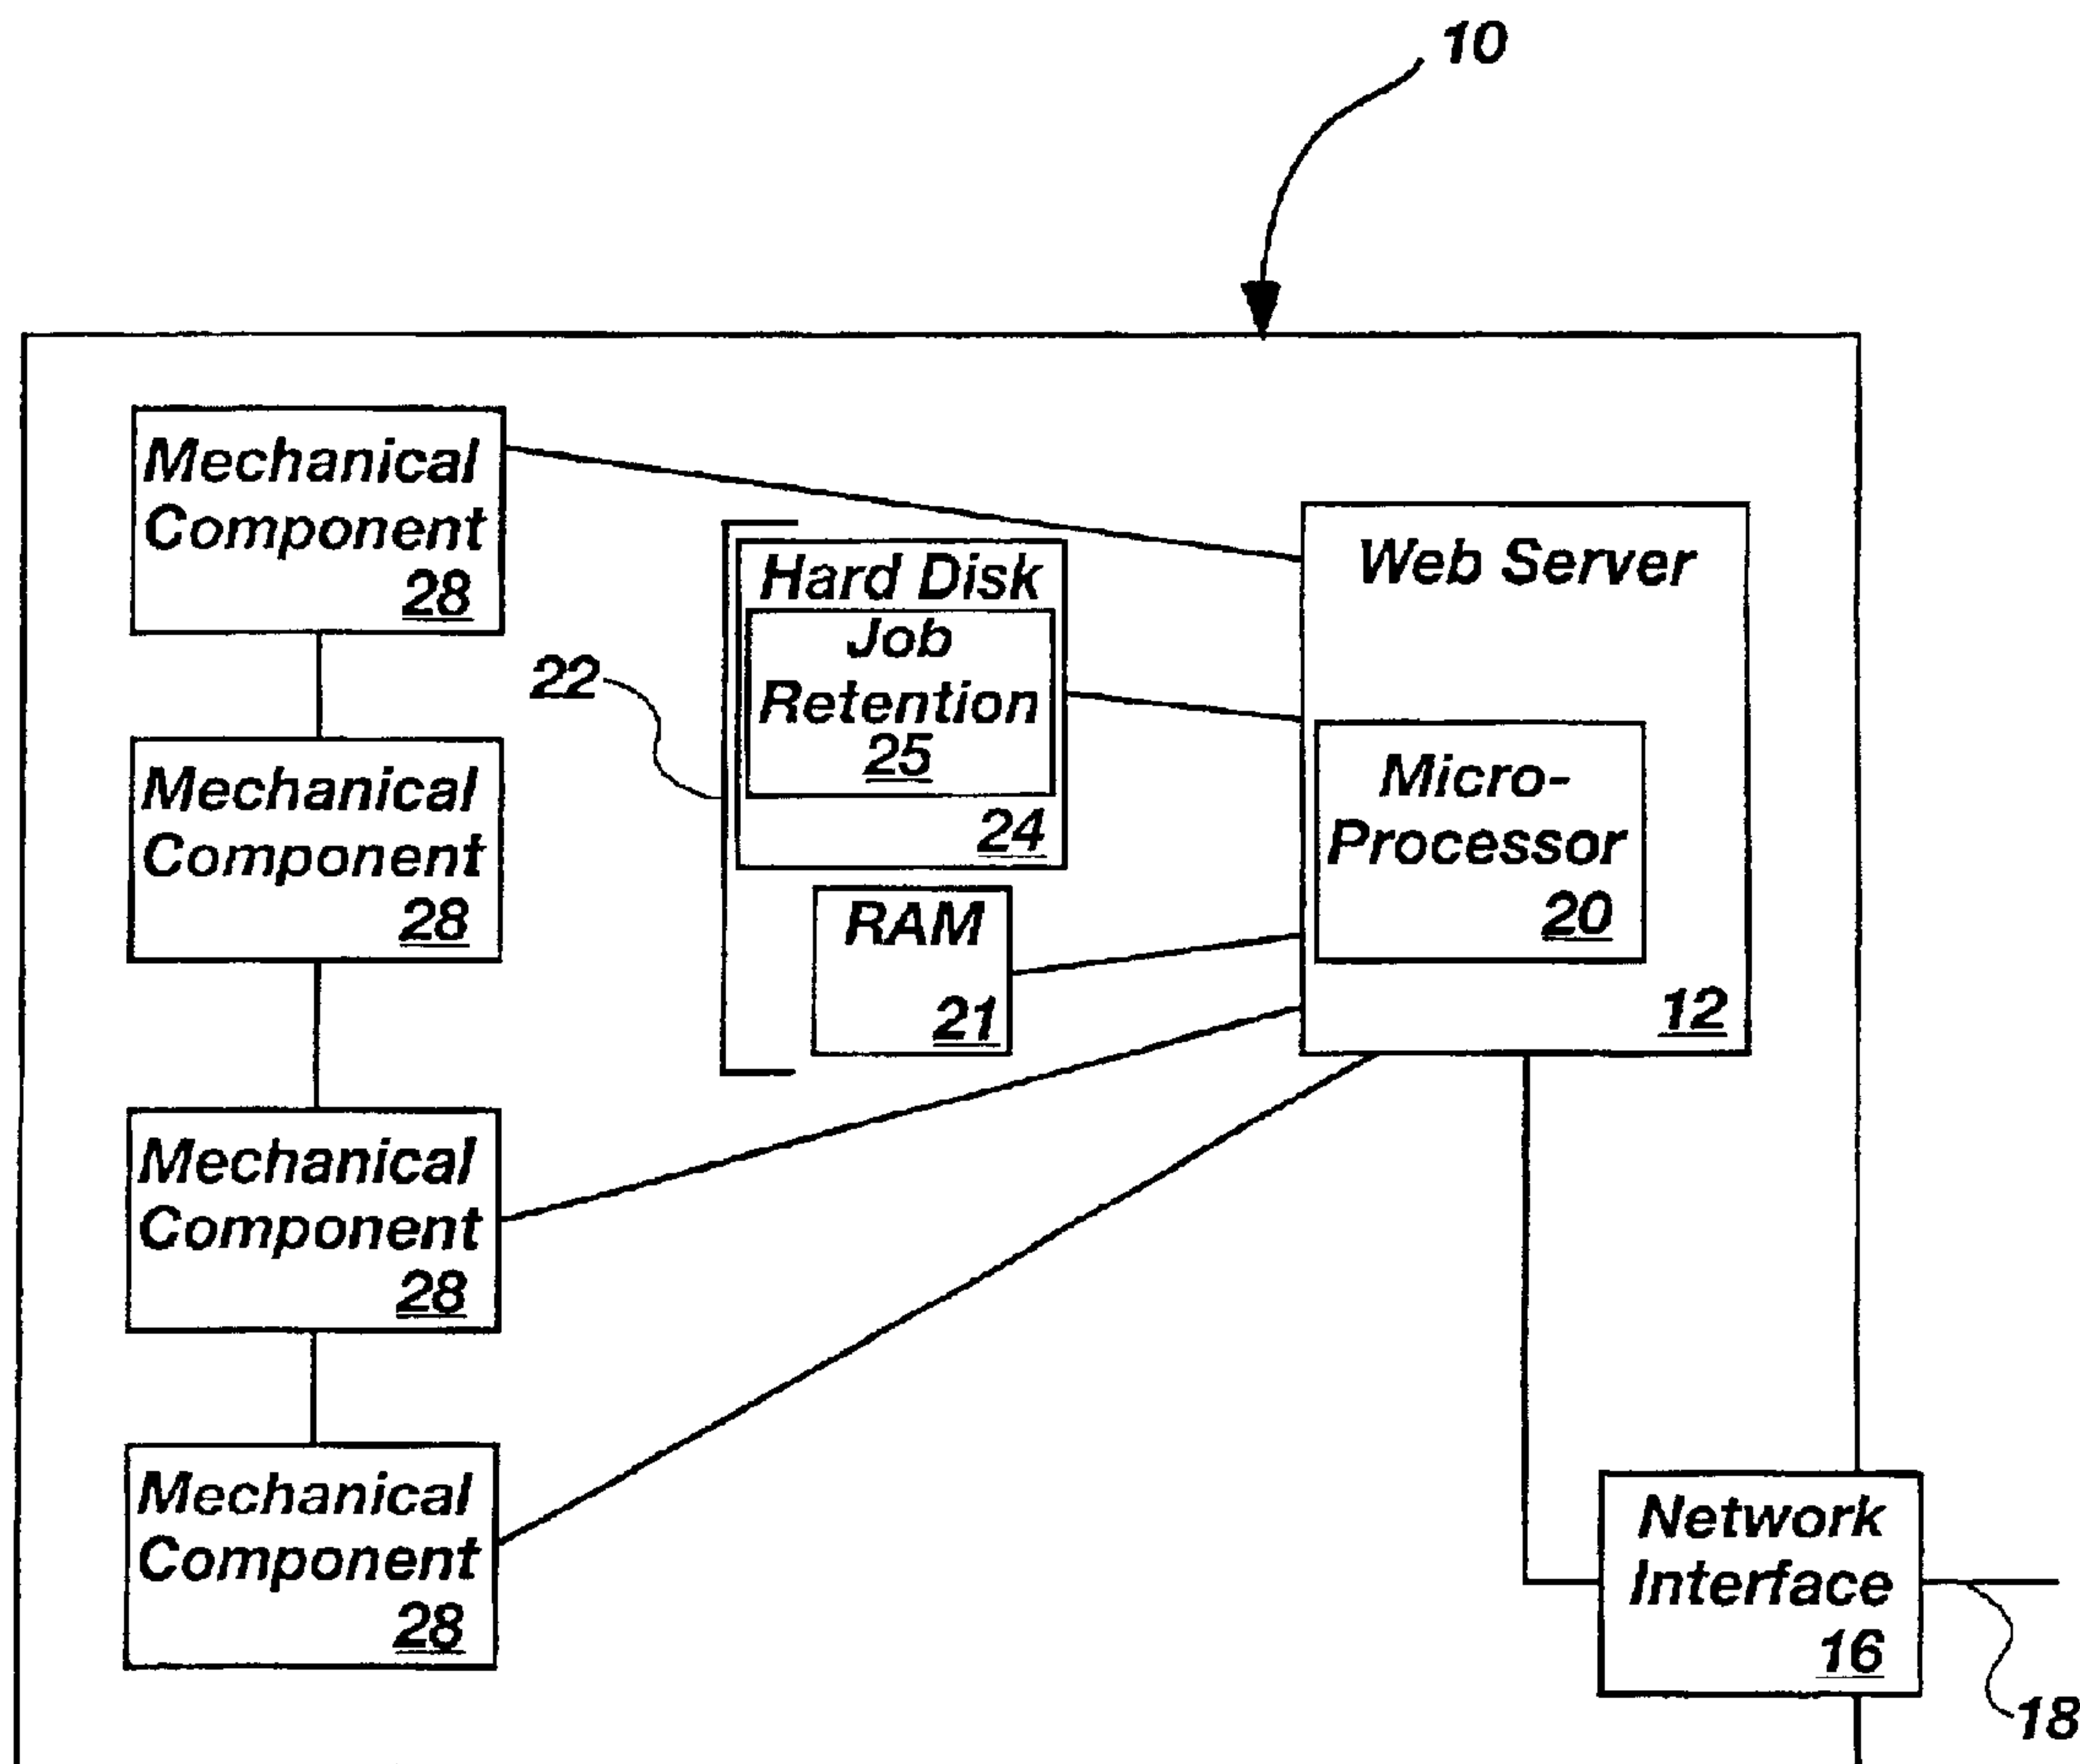 10
Mechanical
Component
28
Mechanical
Component
28
Mechanical
Component
28
Mechanical
Component
28
22
Hard Disk
Job
Retention
25
24
RAM
21
Web Server
Micro-
Processor
20
12
Network
Interface
16
18